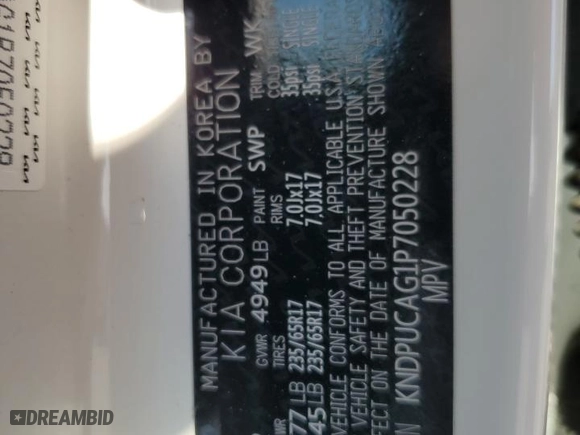 MANUFACTURED IN KOREA BY
KIA CORPORATION
GVWR 4949LB PAINT SWP TRIM WK
TIRES RIMS COLD
77 LB 235/65R17 7.0Jx17 35psi
45LB 235/65R17 7.0Jx17 35psi
VEHICLE CONFORMS TO ALL APPLICABLE U.S.A
VEHICLE SAFETY AND THEFT PREVENTION
FECT ON THE DATE OF MANUFACTURE SHOWN
KNDPUCAG1P7050228
MPV
DREAMBID